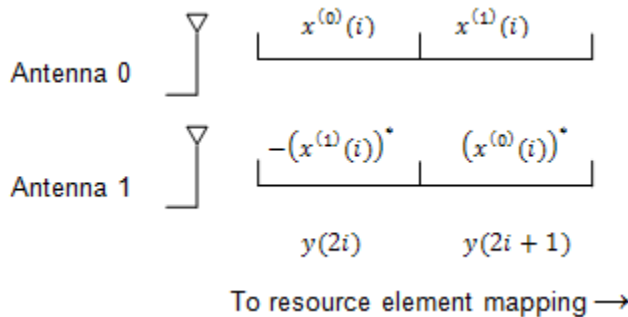 x⁽⁰⁾(i) x⁽¹⁾(i)
Antenna 0
−(x⁽¹⁾(i))* (x⁽⁰⁾(i))*
Antenna 1
y(2i) y(2i + 1)
To resource element mapping →